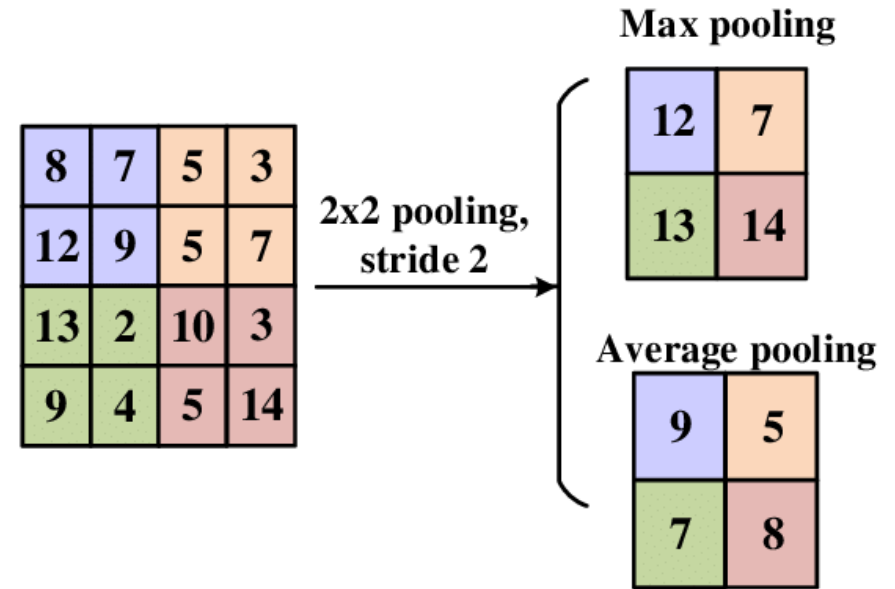 Max pooling
12 7
13 14
8 7 5 3
12 9 5 7
13 2 10 3
9 4 5 14
2x2 pooling,
stride 2
Average pooling
9 5
7 8